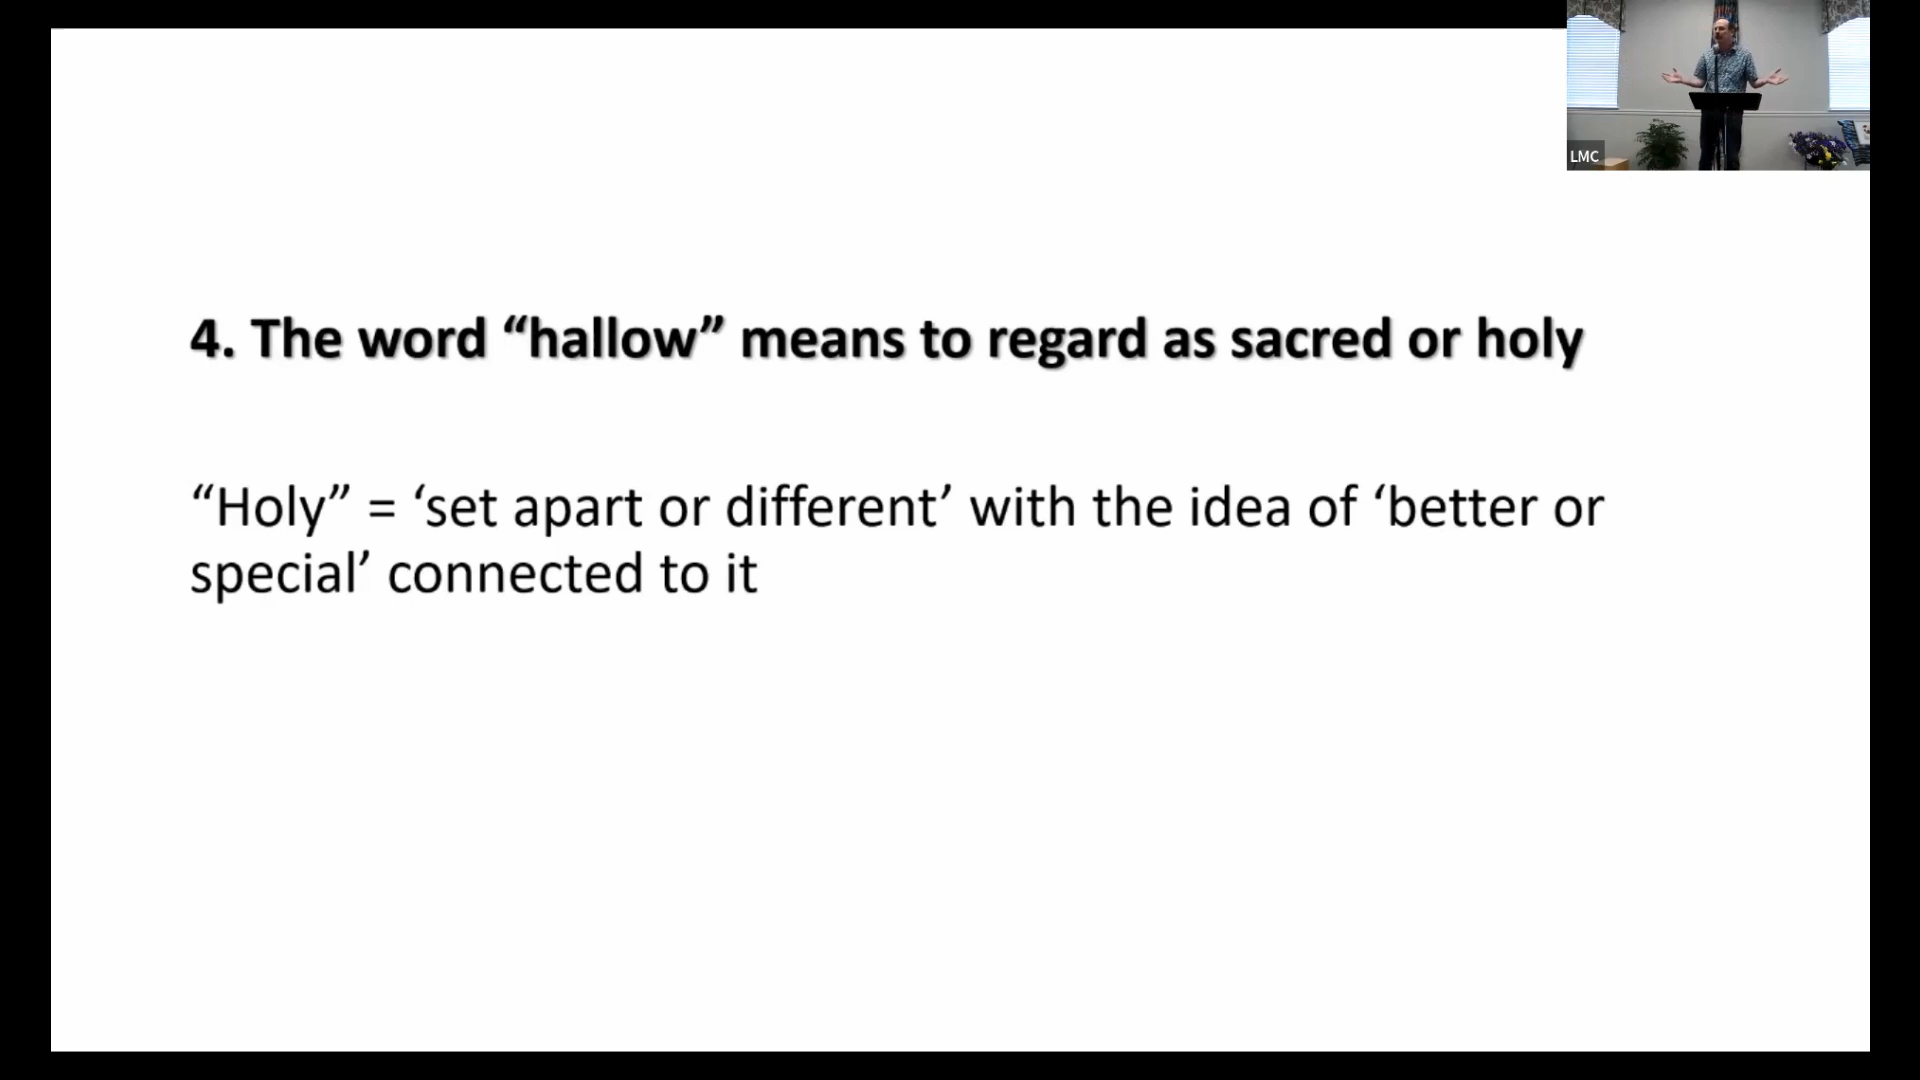 LMC
4. The word “hallow” means to regard as sacred or holy
“Holy” = ‘set apart or different’ with the idea of ‘better or
special’ connected to it